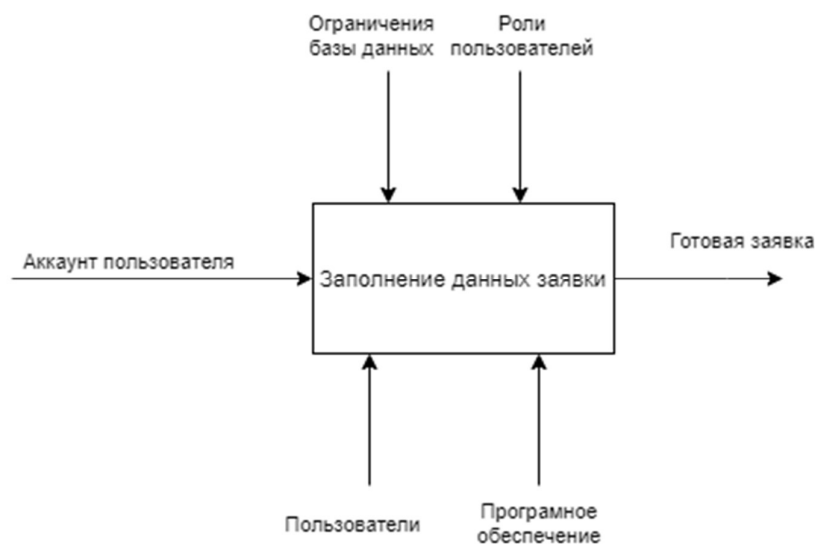 Ограничения
базы данных
Роли
пользователей
Аккаунт пользователя
Заполнение данных заявки
Готовая заявка
Пользователи
Програмное
обеспечение